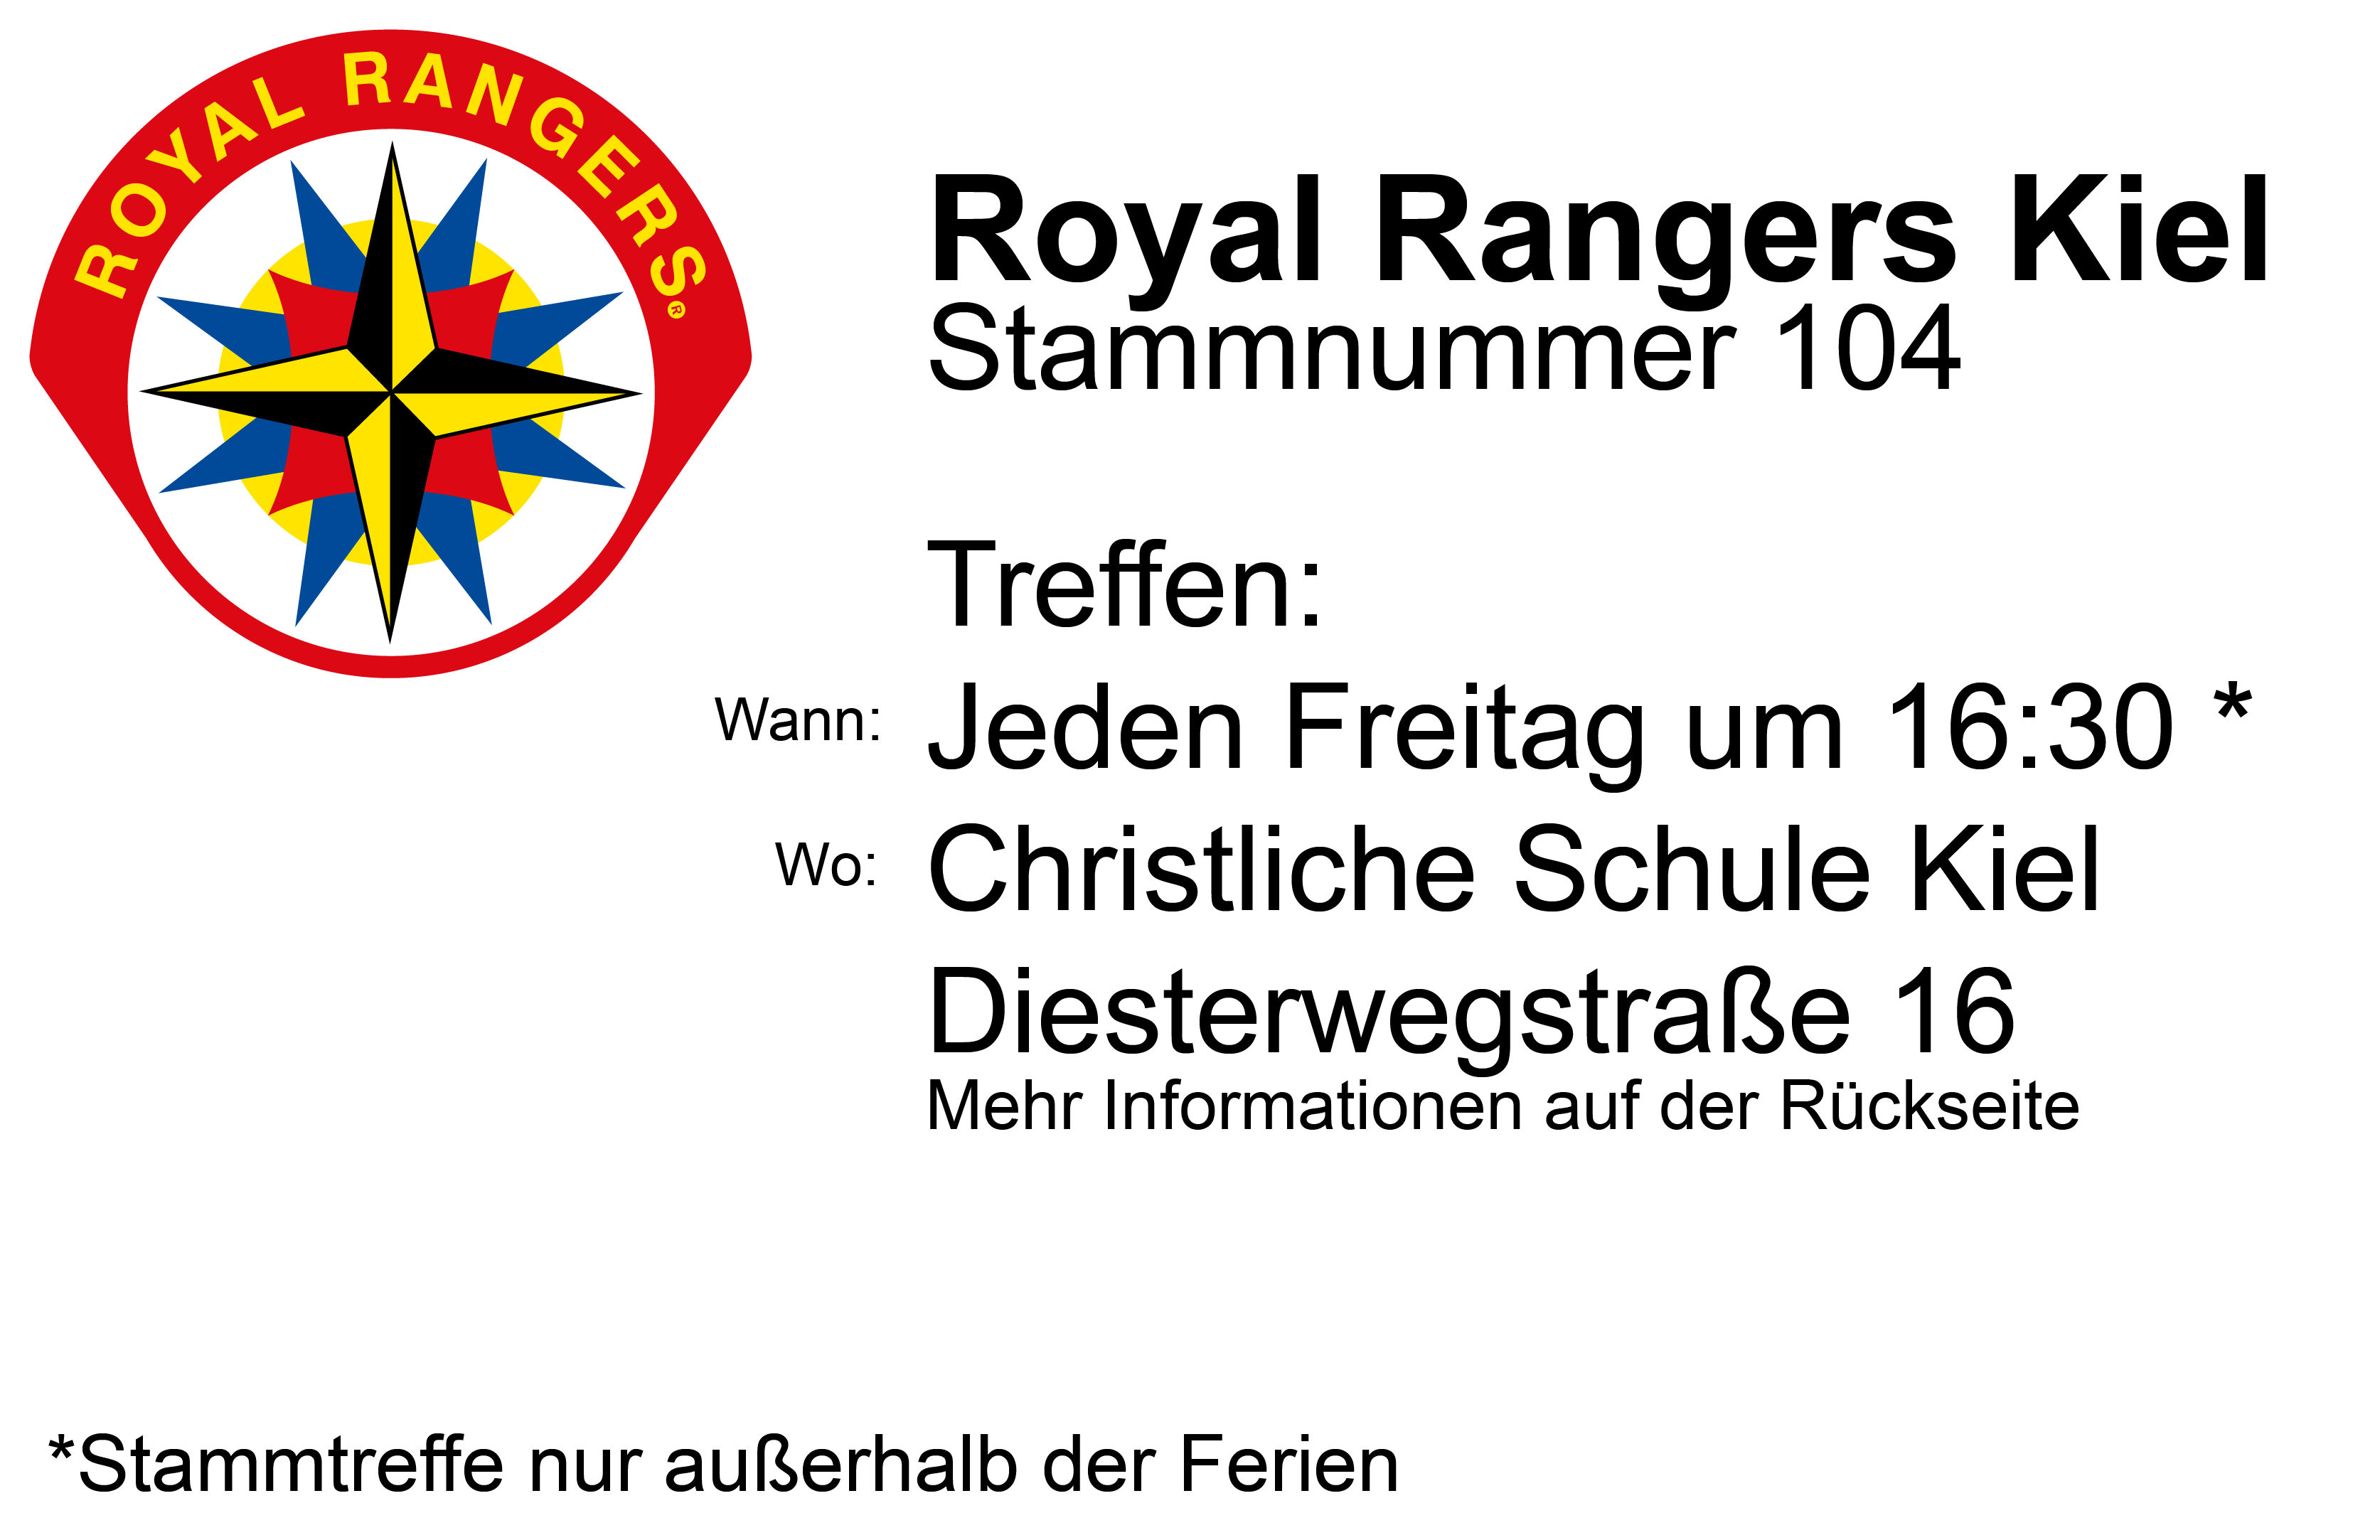 ROYAL RANGERS®
Royal Rangers Kiel
Stammnummer 104
Treffen:
Wann: Jeden Freitag um 16:30 *
Wo: Christliche Schule Kiel
Diesterwegstraße 16
Mehr Informationen auf der Rückseite
*Stammtreffe nur außerhalb der Ferien